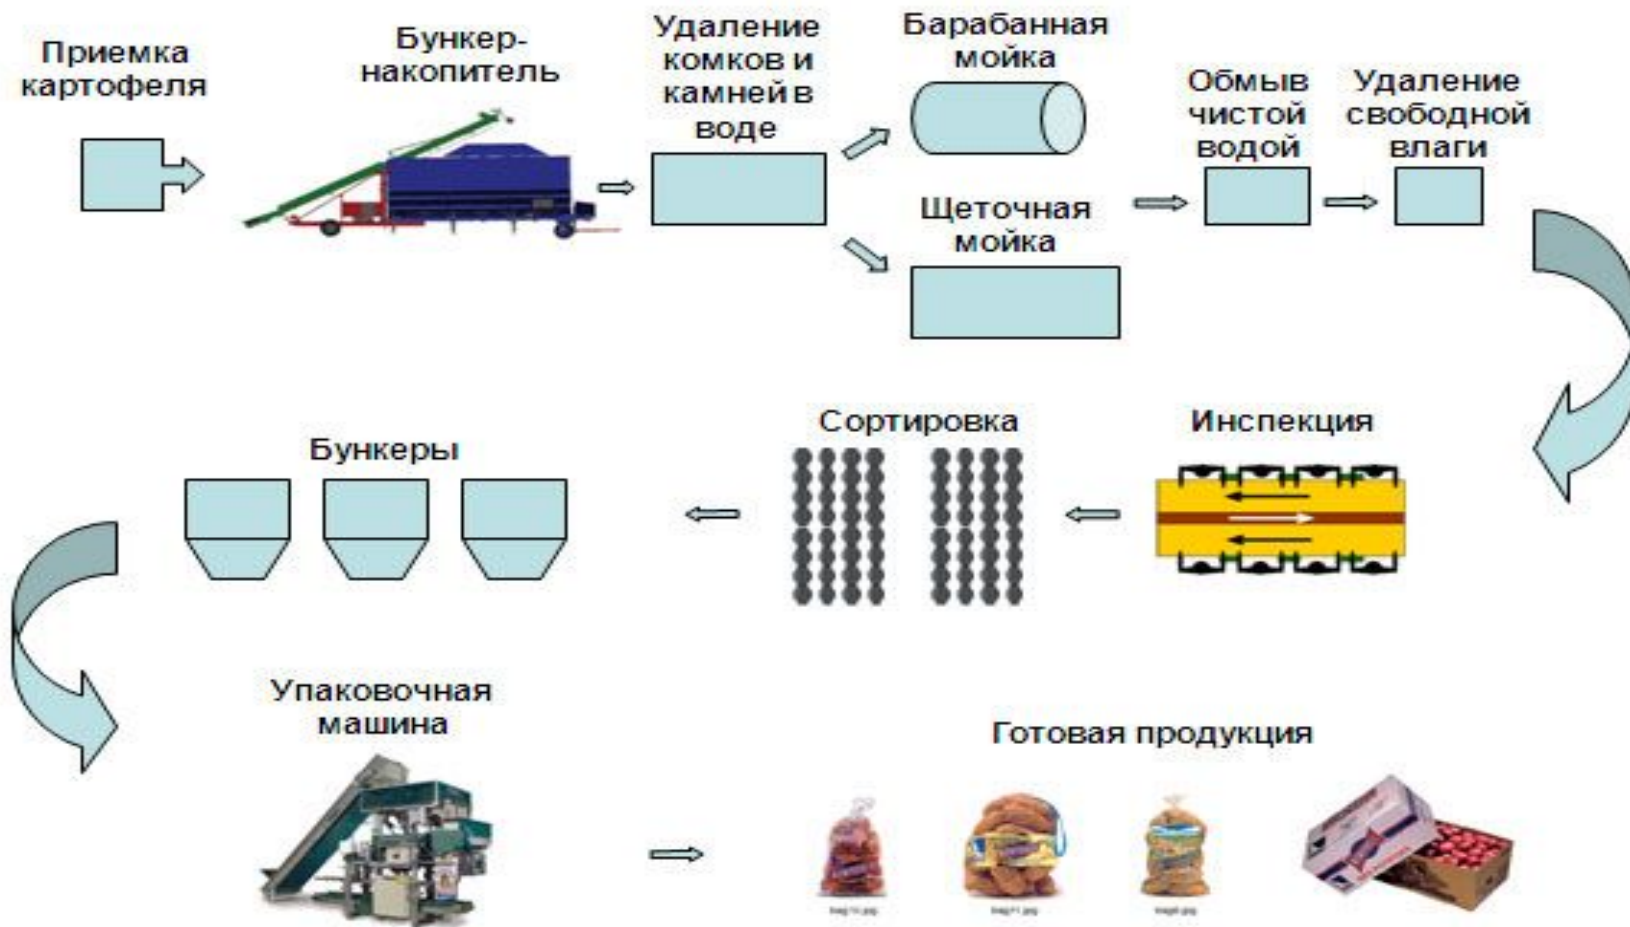 Приемка
картофеля
Бункер-
накопитель
Удаление
комков и
камней в
воде
Барабанная
мойка
Щеточная
мойка
Обмыв
чистой
водой
Удаление
свободной
влаги
Инспекция
Сортировка
Бункеры
Упаковочная
машина
Готовая продукция